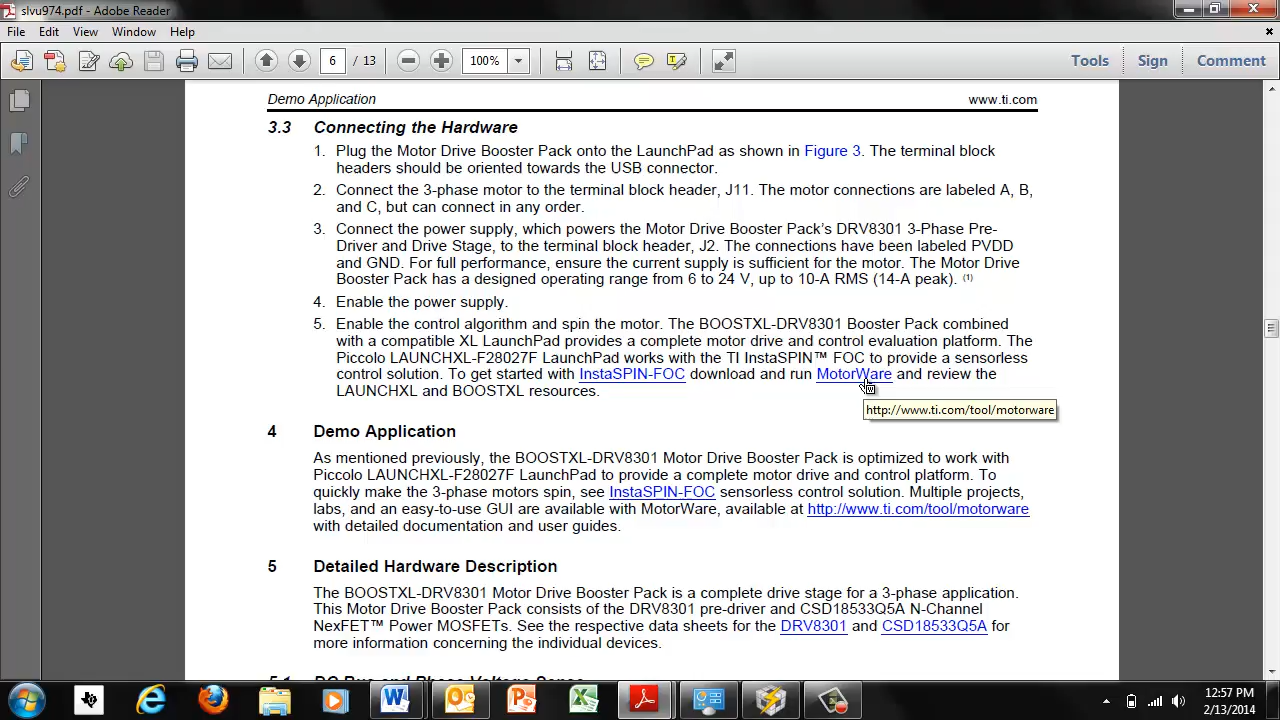 slvu974.pdf - Adobe Reader
File Edit View Window Help
6 / 13 100% Tools Sign Comment
Demo Application www.ti.com
3.3 Connecting the Hardware
1. Plug the Motor Drive Booster Pack onto the LaunchPad as shown in Figure 3. The terminal block
headers should be oriented towards the USB connector.
2. Connect the 3-phase motor to the terminal block header, J11. The motor connections are labeled A, B,
and C, but can connect in any order.
3. Connect the power supply, which powers the Motor Drive Booster Pack's DRV8301 3-Phase Pre-
Driver and Drive Stage, to the terminal block header, J2. The connections have been labeled PVDD
and GND. For full performance, ensure the current supply is sufficient for the motor. The Motor Drive
Booster Pack has a designed operating range from 6 to 24 V, up to 10-A RMS (14-A peak). (1)
4. Enable the power supply.
5. Enable the control algorithm and spin the motor. The BOOSTXL-DRV8301 Booster Pack combined
with a compatible XL LaunchPad provides a complete motor drive and control evaluation platform. The
Piccolo LAUNCHXL-F28027F LaunchPad works with the TI InstaSPIN™ FOC to provide a sensorless
control solution. To get started with InstaSPIN-FOC download and run MotorWare and review the
LAUNCHXL and BOOSTXL resources.
http://www.ti.com/tool/motorware
4 Demo Application
As mentioned previously, the BOOSTXL-DRV8301 Motor Drive Booster Pack is optimized to work with
Piccolo LAUNCHXL-F28027F LaunchPad to provide a complete motor drive and control platform. To
quickly make the 3-phase motors spin, see InstaSPIN-FOC sensorless control solution. Multiple projects,
labs, and an easy-to-use GUI are available with MotorWare, available at http://www.ti.com/tool/motorware
with detailed documentation and user guides.
5 Detailed Hardware Description
The BOOSTXL-DRV8301 Motor Drive Booster Pack is a complete drive stage for a 3-phase application.
This Motor Drive Booster Pack consists of the DRV8301 pre-driver and CSD18533Q5A N-Channel
NexFET™ Power MOSFETs. See the respective data sheets for the DRV8301 and CSD18533Q5A for
more information concerning the individual devices.
5.1 DC Bus and Phase Voltage Sense
12:57 PM
2/13/2014